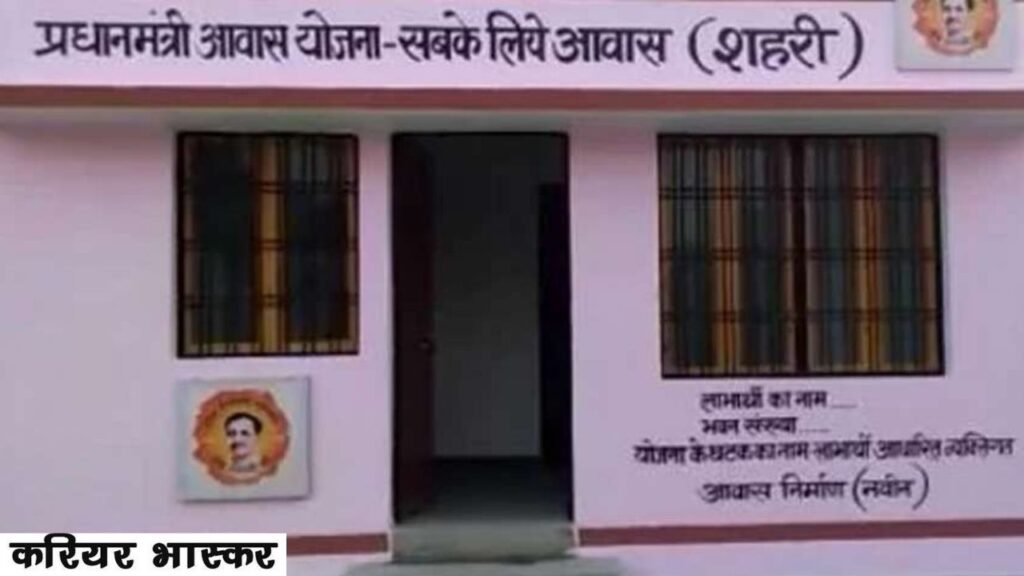 प्रधानमंत्री आवास योजना-सबके लिये आवास (शहरी)
लाभार्थी का नाम....
भवन संख्या.....
योजना के घटक का नाम लाभार्थी आधारित व्यक्तिगत
आवास निर्माण (नवीन)
करियर भास्कर